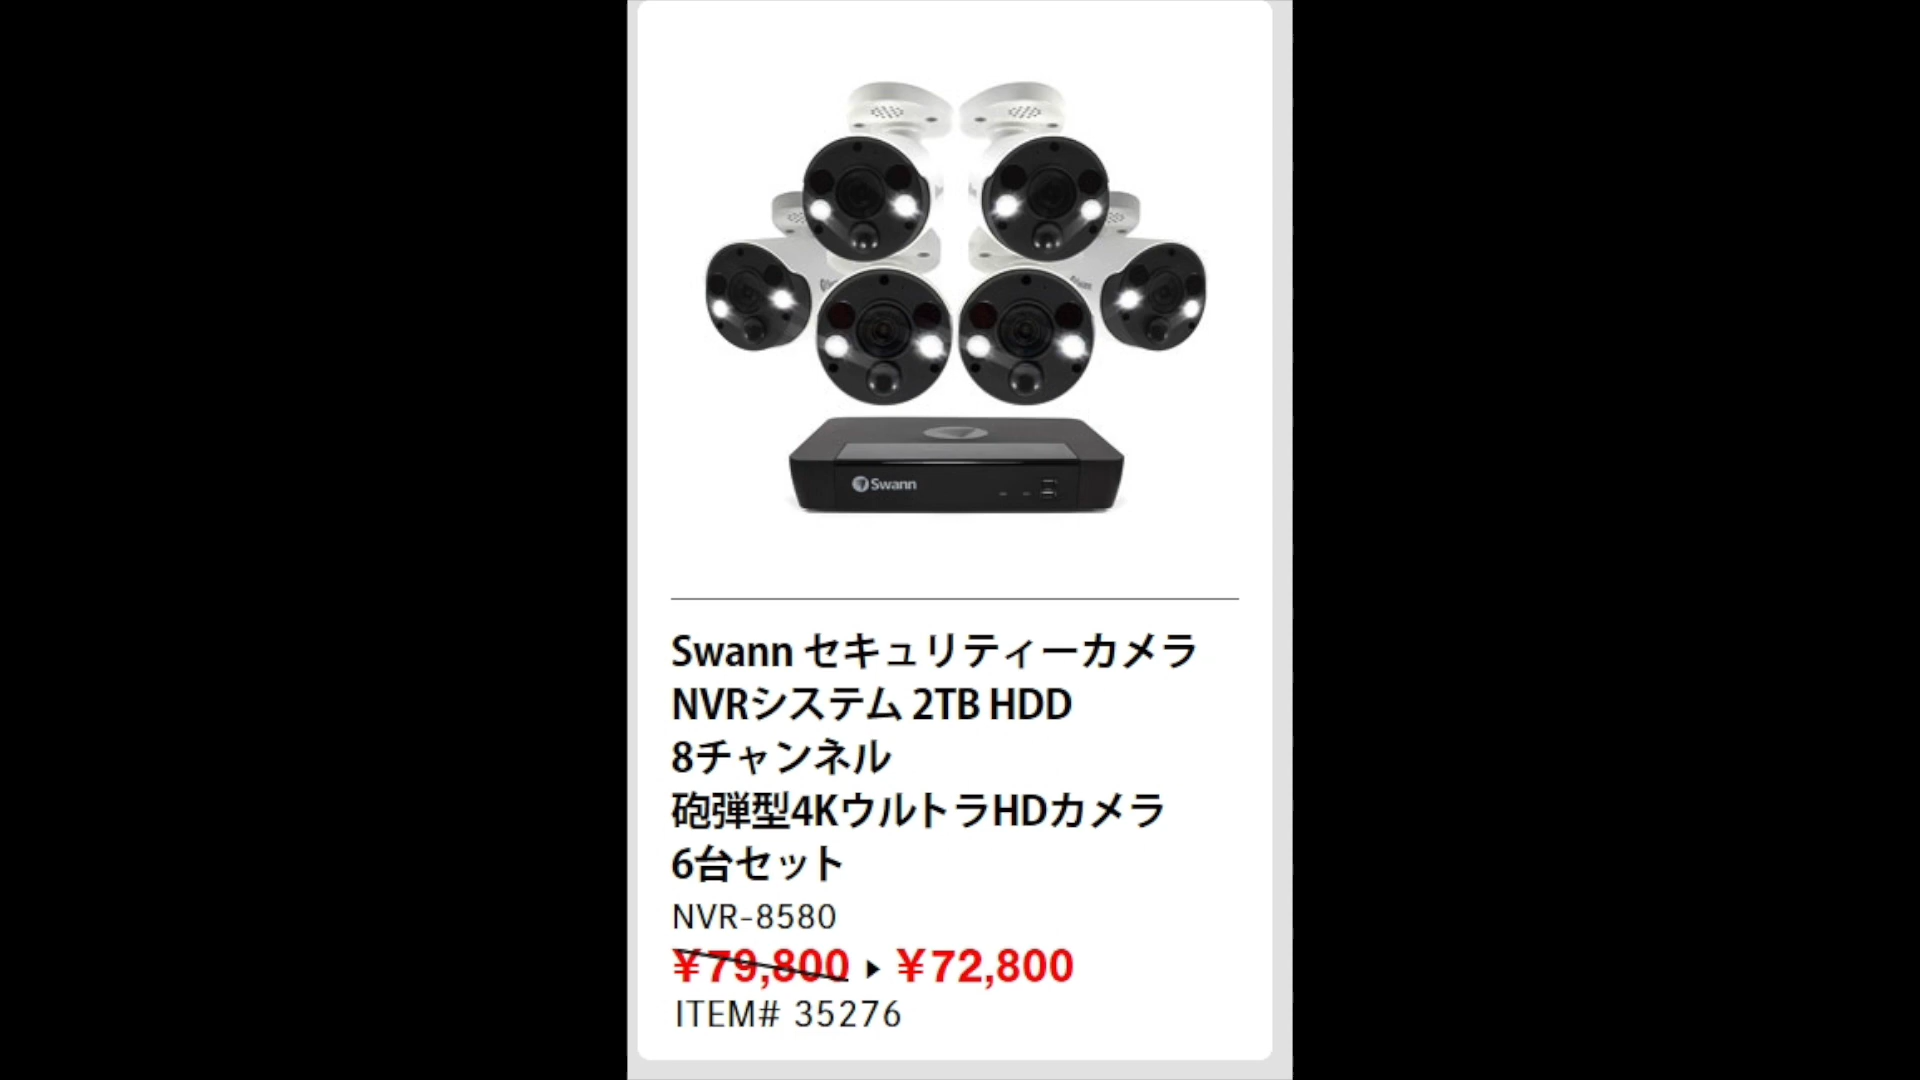 Swann
Swann セキュリティーカメラ
NVRシステム 2TB HDD
8チャンネル
砲弾型4KウルトラHDカメラ
6台セット
NVR-8580
¥79,800 ▶ ¥72,800
ITEM# 35276